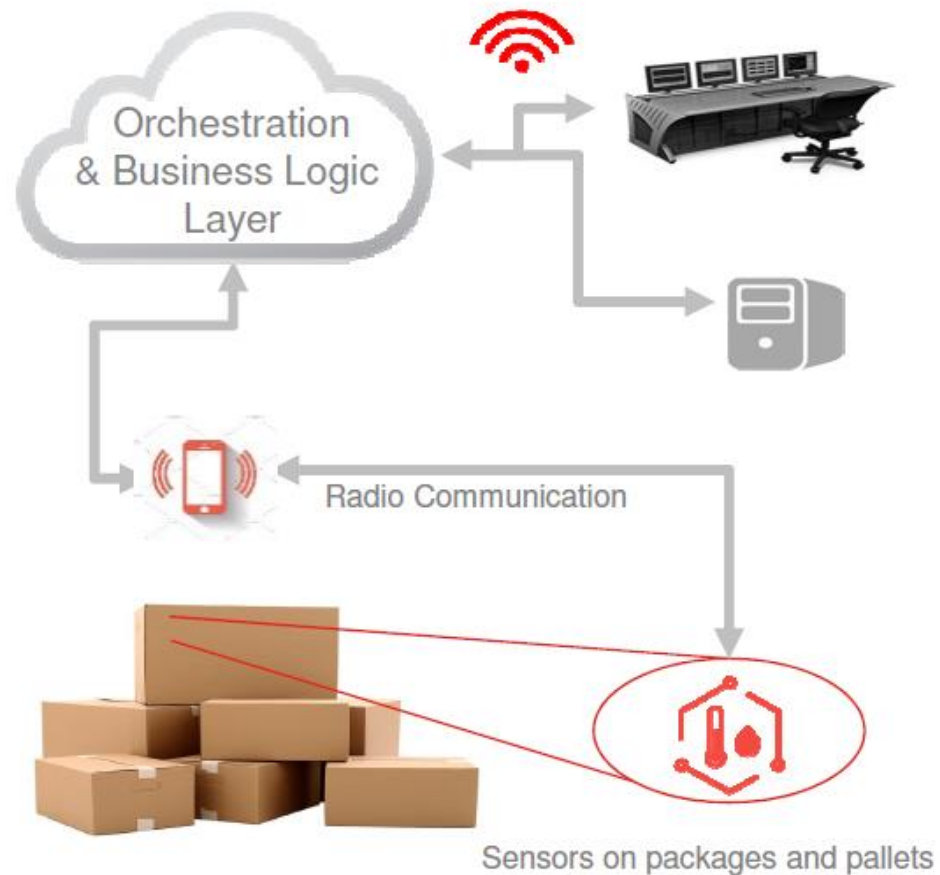 Orchestration
& Business Logic
Layer
Radio Communication
Sensors on packages and pallets